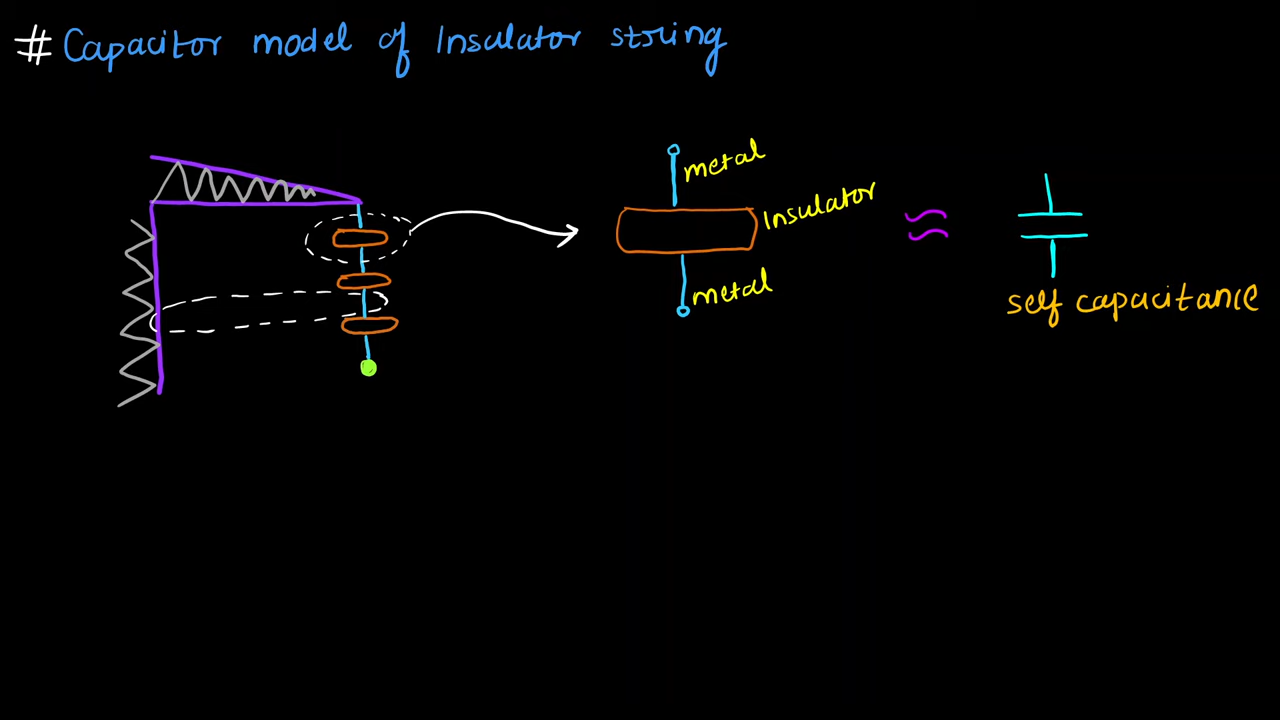 # Capacitor model of Insulator string
metal
Insulator
metal
self capacitance